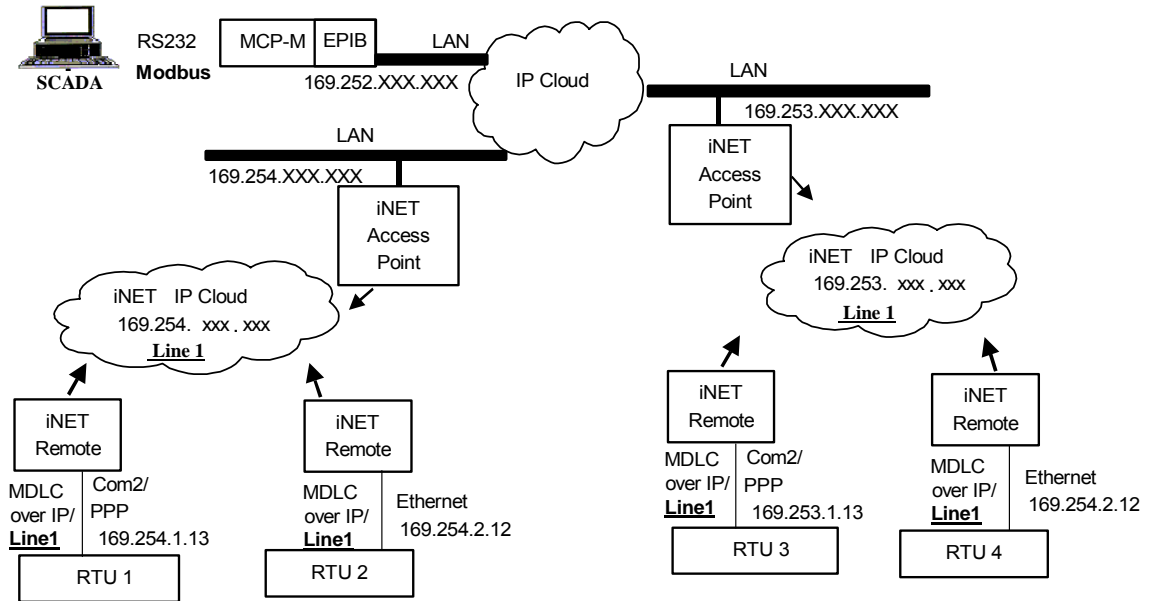 SCADA
RS232
Modbus
MCP-M
EPIB
LAN
169.252.XXX.XXX
IP Cloud
LAN
169.253.XXX.XXX
iNET
Access
Point
LAN
169.254.XXX.XXX
iNET
Access
Point
iNET IP Cloud
169.254. xxx . xxx
Line 1
iNET IP Cloud
169.253. xxx . xxx
Line 1
iNET
Remote
MDLC
over IP/
Line1
Com2/
PPP
169.254.1.13
RTU 1
iNET
Remote
MDLC
over IP/
Line1
Ethernet
169.254.2.12
RTU 2
iNET
Remote
MDLC
over IP/
Line1
Com2/
PPP
169.253.1.13
RTU 3
iNET
Remote
MDLC
over IP/
Line1
Ethernet
169.254.2.12
RTU 4